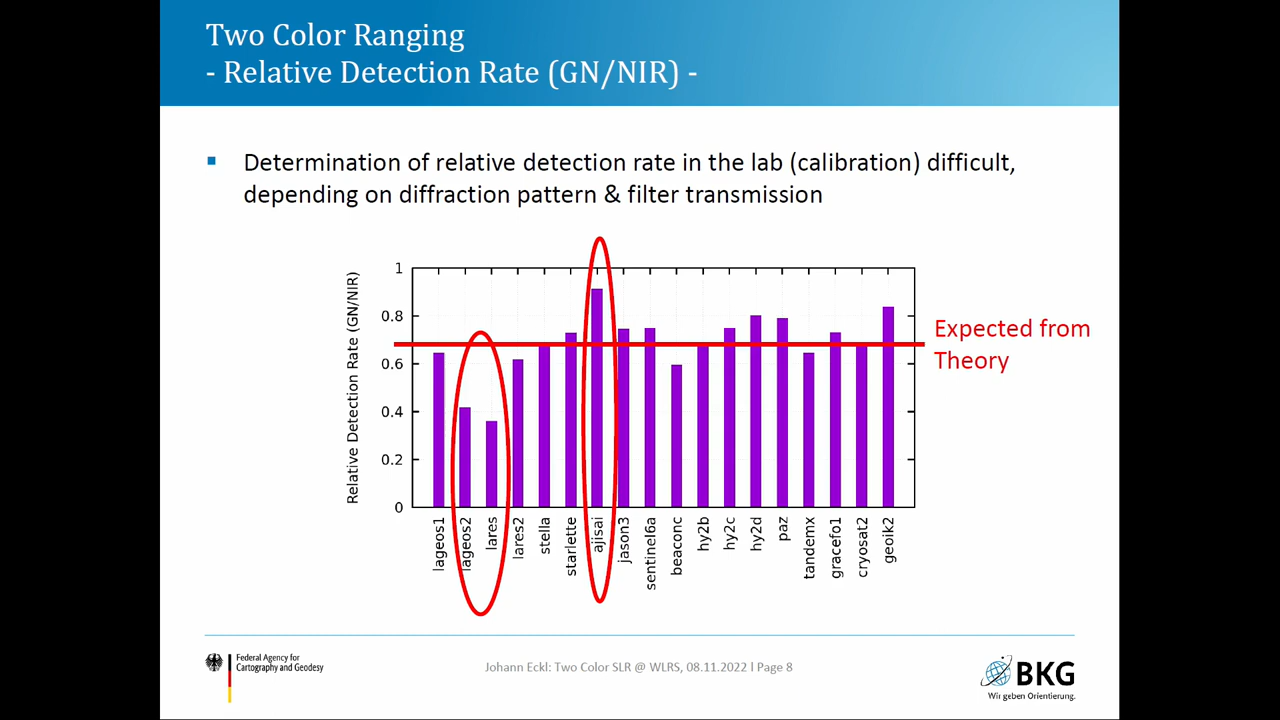 Two Color Ranging
- Relative Detection Rate (GN/NIR) -
▪ Determination of relative detection rate in the lab (calibration) difficult,
depending on diffraction pattern & filter transmission
Relative Detection Rate (GN/NIR)
1
0.8
0.6
0.4
0.2
0
lageos1
lageos2
lares
lares2
stella
starlette
ajisai
jason3
sentinel6a
beaconc
hy2b
hy2c
hy2d
paz
tandemx
gracefo1
cryosat2
geoik2
Expected from
Theory
Federal Agency for
Cartography and Geodesy
Johann Eckl: Two Color SLR @ WLRS, 08.11.2022 I Page 8
BKG
Wir geben Orientierung.